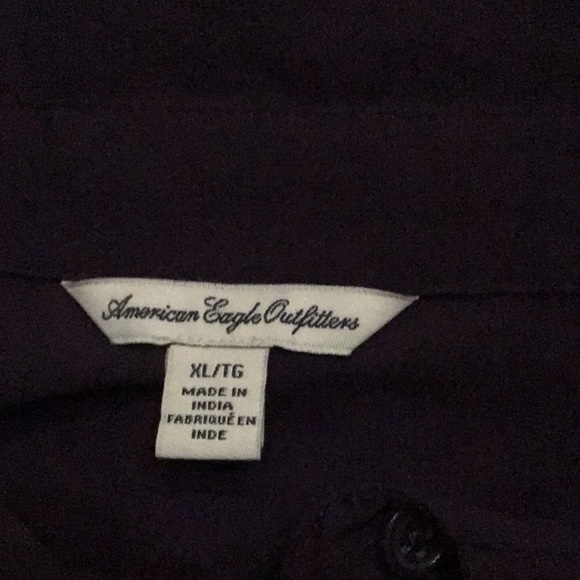 American Eagle Outfitters
XL/TG
MADE IN
INDIA
FABRIQUÉ EN
INDE